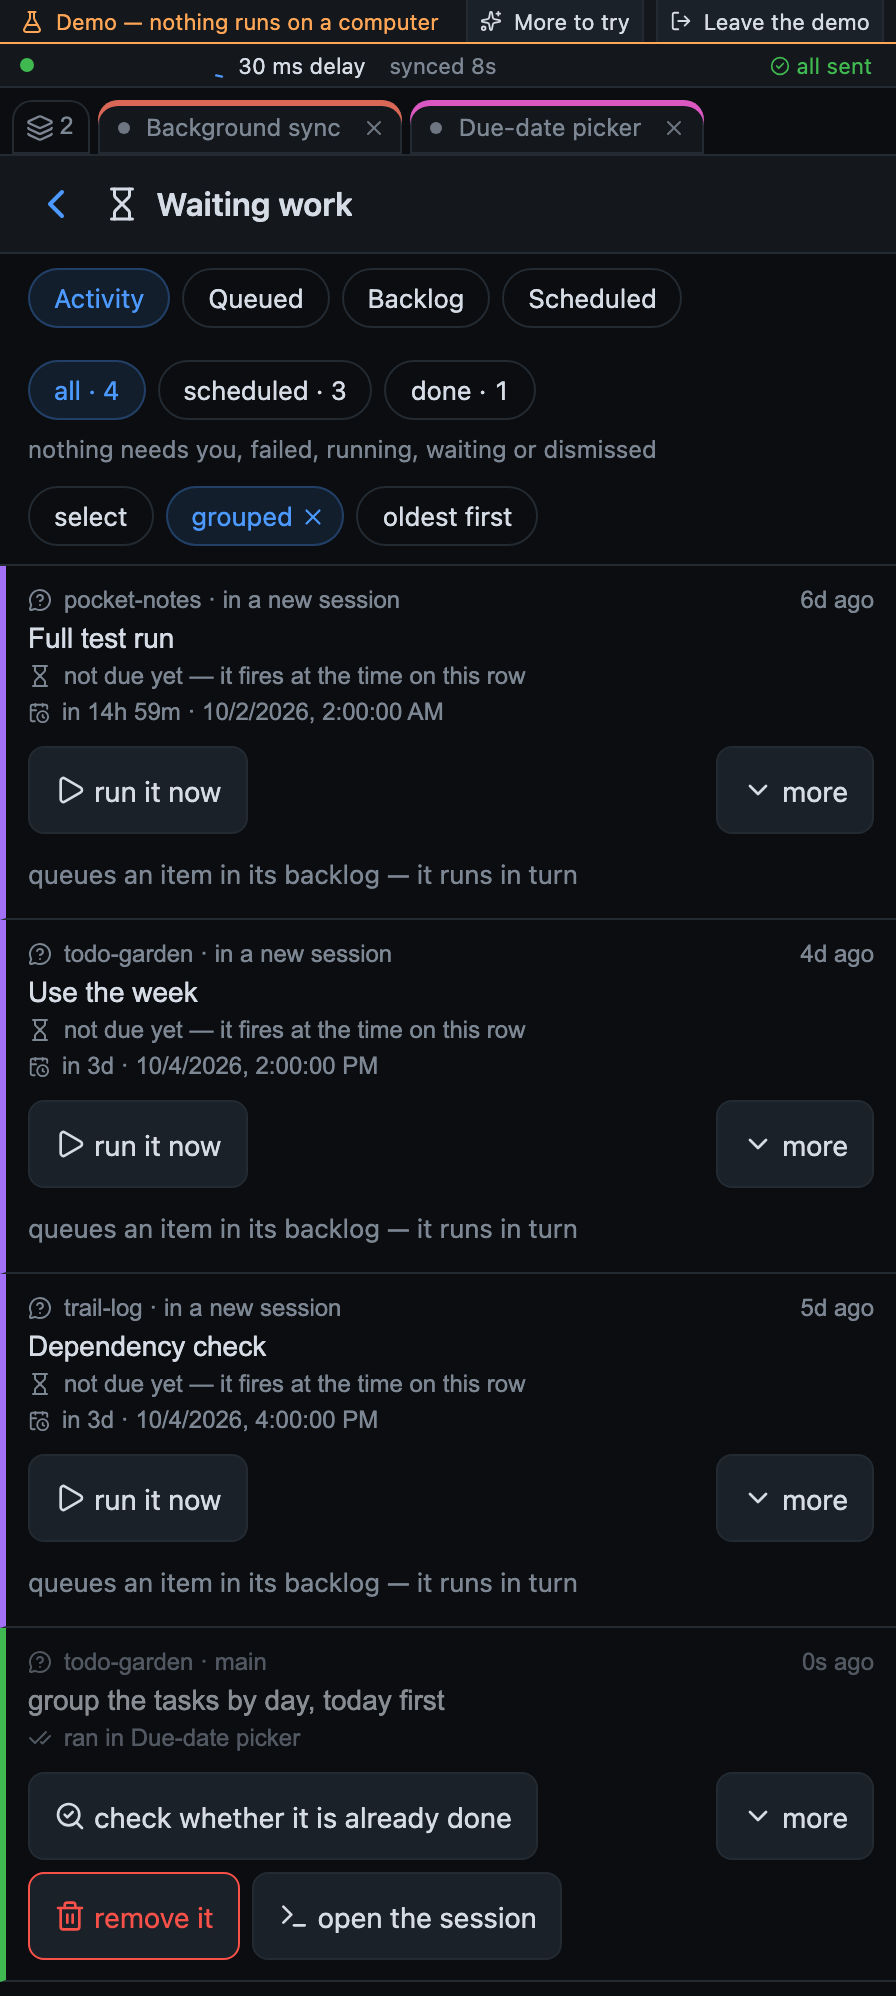 Demo — nothing runs on a computer
More to try
Leave the demo
30 ms delay
synced 8s
all sent
2
Background sync
Due-date picker
Waiting work
Activity
Queued
Backlog
Scheduled
all · 4
scheduled · 3
done · 1
nothing needs you, failed, running, waiting or dismissed
select
grouped
oldest first
pocket-notes · in a new session
6d ago
Full test run
not due yet — it fires at the time on this row
in 14h 59m · 10/2/2026, 2:00:00 AM
run it now
more
queues an item in its backlog — it runs in turn
todo-garden · in a new session
4d ago
Use the week
not due yet — it fires at the time on this row
in 3d · 10/4/2026, 2:00:00 PM
run it now
more
queues an item in its backlog — it runs in turn
trail-log · in a new session
5d ago
Dependency check
not due yet — it fires at the time on this row
in 3d · 10/4/2026, 4:00:00 PM
run it now
more
queues an item in its backlog — it runs in turn
todo-garden · main
0s ago
group the tasks by day, today first
ran in Due-date picker
check whether it is already done
more
remove it
open the session